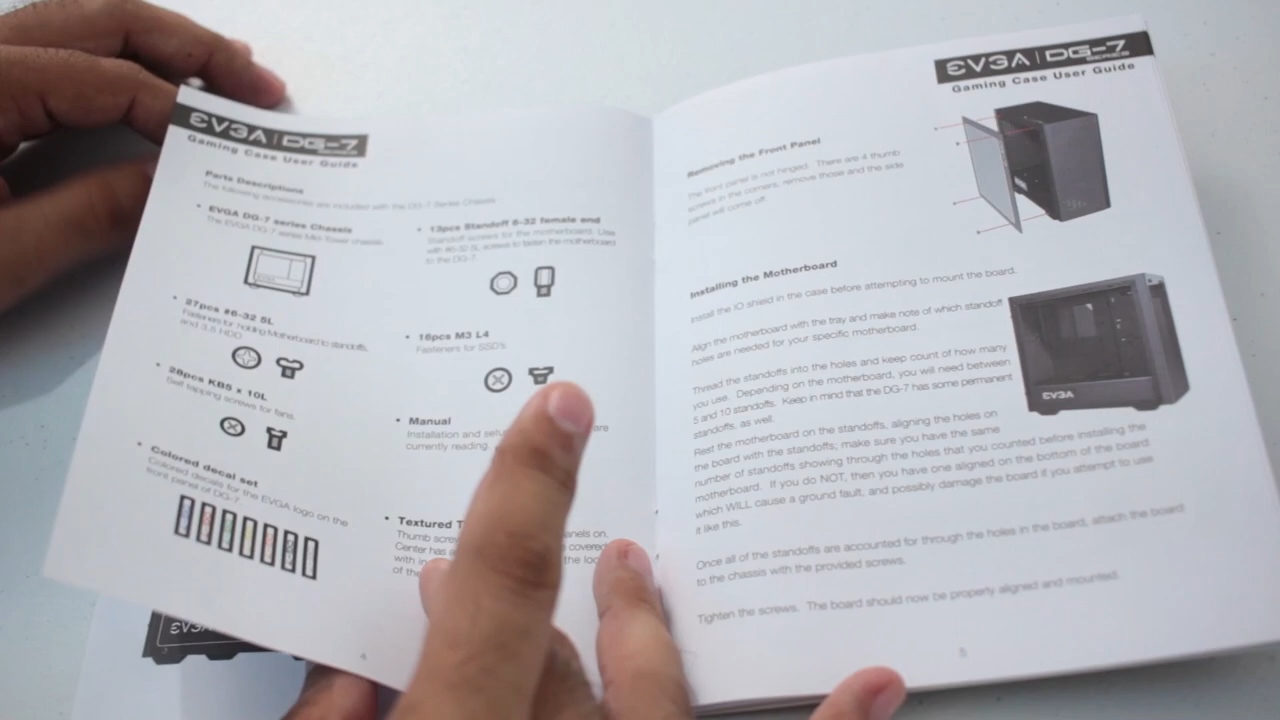 EVGA | DG-7
SERIES
Gaming Case User Guide
Parts Descriptions
The following accessories are included with the DG-7 Series Chassis
• EVGA DG-7 series Chassis
The EVGA DG-7 series Mid Tower chassis.
EVGA
• 27pcs #6-32 5L
Fasteners for holding Motherboard to standoffs,
and 3.5 HDD.
• 28pcs KB5 x 10L
Self tapping screws for fans.
• Colored decal set
Colored decals for the EVGA logo on the
front panel of DG-7.
• 13pcs Standoff 6-32 female end
Standoff screws for the motherboard. Use
with #6-32 5L screws to fasten the motherboard
to the DG-7.
• 16pcs M3 L4
Fasteners for SSD's.
• Manual
Installation and
are
currently reading.
• Textured
Thumb
panels on.
Center has
covered
with
the
of the
4
EVGA
EVGA | DG-7
SERIES
Gaming Case User Guide
Removing the Front Panel
The front panel is not hinged. There are 4 thumb
screws in the corners, remove those and the side
panel will come off.
Installing the Motherboard
Install the IO shield in the case before attempting to mount the board.
Align the motherboard with the tray and make note of which standoff
holes are needed for your specific motherboard.
Thread the standoffs into the holes and keep count of how many
you use. Depending on the motherboard, you will need between
5 and 10 standoffs. Keep in mind that the DG-7 has some permanent
standoffs, as well.
EVGA
Rest the motherboard on the standoffs, aligning the holes on
the board with the standoffs; make sure you have the same
number of standoffs showing through the holes that you counted before installing the
motherboard. If you do NOT, then you have one aligned on the bottom of the board
which WILL cause a ground fault, and possibly damage the board if you attempt to use
it like this.
Once all of the standoffs are accounted for through the holes in the board, attach the board
to the chassis with the provided screws.
Tighten the screws. The board should now be properly aligned and mounted.
5